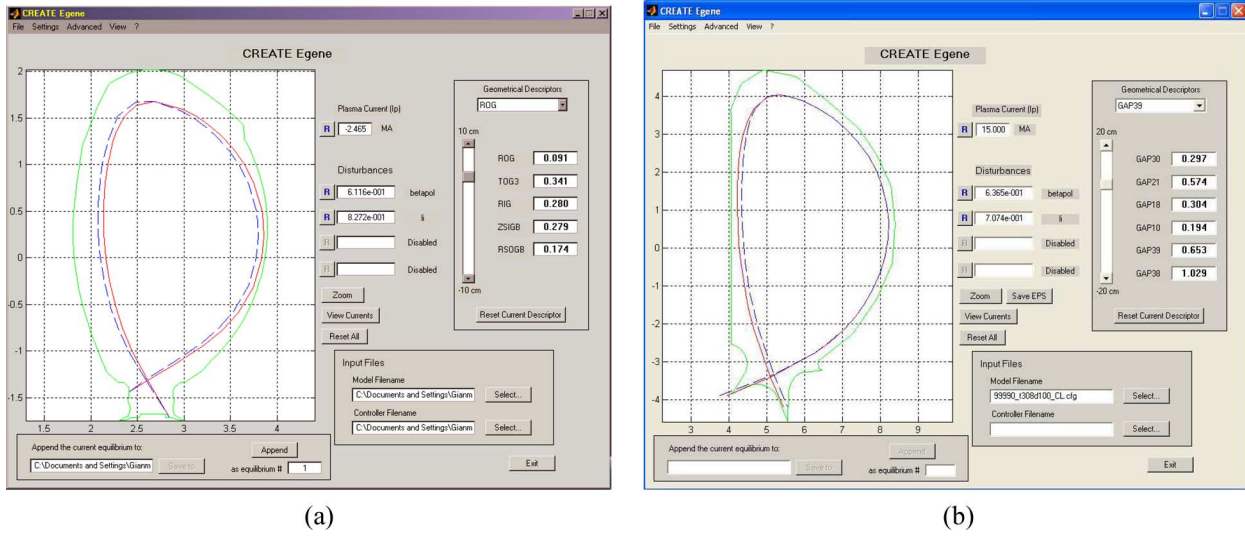 CREATE Egene
File Settings Advanced View ?
CREATE Egene
2
1.5
1
0.5
0
-0.5
-1
-1.5
1.5 2 2.5 3 3.5 4
Plasma Current (Ip)
R -2.465 MA
Disturbances
R 6.116e-001 betapol
R 8.272e-001 li
R Disabled
R Disabled
Zoom
View Currents
Reset All
Geometrical Descriptors
ROG
10 cm
ROG 0.091
TOG3 0.341
RIG 0.280
ZSIGB 0.279
RSOGB 0.174
-10 cm
Reset Current Descriptor
Input Files
Model Filename
C:\Documents and Settings\Gianm Select...
Controller Filename
C:\Documents and Settings\Gianm Select...
Append the current equilibrium to:
Append
C:\Documents and Settings\Gianm Save to as equilibrium # 1
Exit
(a)
CREATE Egene
File Settings Advanced View ?
CREATE Egene
4
3
2
1
0
-1
-2
-3
-4
3 4 5 6 7 8 9
Plasma Current (Ip)
R 15.000 MA
Disturbances
R 6.365e-001 betapol
R 7.074e-001 li
R Disabled
R Disabled
Zoom Save EPS
View Currents
Reset All
Geometrical Descriptors
GAP39
20 cm
GAP30 0.297
GAP21 0.574
GAP18 0.304
GAP10 0.194
GAP39 0.653
GAP38 1.029
-20 cm
Reset Current Descriptor
Input Files
Model Filename
99990_t308d100_CL.cfg Select...
Controller Filename
Select...
Append the current equilibrium to:
Append
Save to as equilibrium #
Exit
(b)